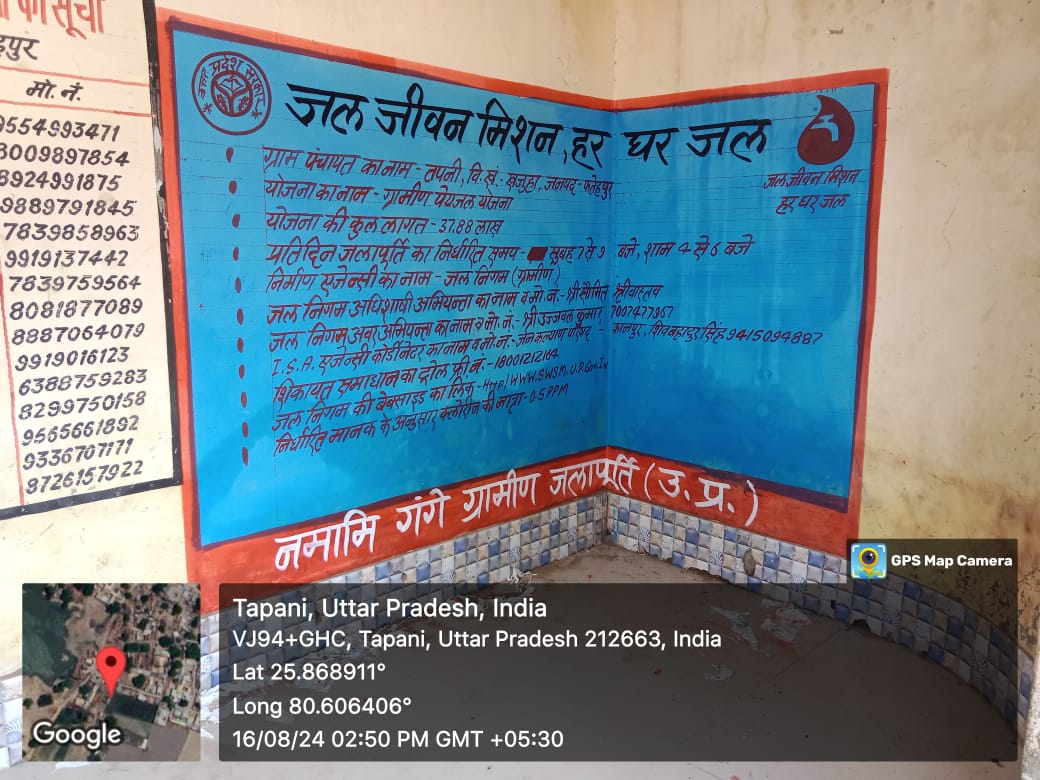 का सूची
पुर
मो. नं.
9554993471
8009897854
8924991875
9889791845
7839858963
9919137442
7839759564
8081877089
8887064079
9919016123
6388759283
8299750158
9565661892
9336707171
8726157922
उत्तर प्रदेश सरकार
जल जीवन मिशन, हर घर जल
जल जीवन मिशन
हर घर जल
ग्राम पंचायत का नाम - तपनी, वि.खं.- खजुहा, जनपद - फतेहपुर
योजना का नाम - ग्रामीण पेयजल योजना
योजना की कुल लागत - 37.88 लाख
प्रतिदिन जलापूर्ति का निर्धारित समय - सुबह 7 से 9 बजे, शाम 4 से 6 बजे
निर्माण एजेन्सी का नाम - जल निगम (ग्रामीण)
जल निगम अधिशाषी अभियन्ता का नाम व मो.नं.- श्री सौमित्र श्रीवास्तव
जल निगम अवर अभियन्ता का नाम व मो.नं.- श्री उज्जवल कुमार 7007427967
I.S.A. एजेन्सी कोर्डिनेटर का नाम व मो.नं.- जन कल्याण परिषद - कानपुर, शिव बहादुर सिंह 9415094887
शिकायत समाधान का ट्रोल फ्री नं:- 18001212164
जल निगम की बेबसाइड का लिंक - Http/WWW.SWSM.U.P.Gov.In
निर्धारित मानक के अनुसार क्लोरीन की मात्रा - 0.5 PPM
नमामि गंगे ग्रामीण जलापूर्ति (उ.प्र.)
GPS Map Camera
Tapani, Uttar Pradesh, India
VJ94+GHC, Tapani, Uttar Pradesh 212663, India
Lat 25.868911°
Long 80.606406°
16/08/24 02:50 PM GMT +05:30
Google